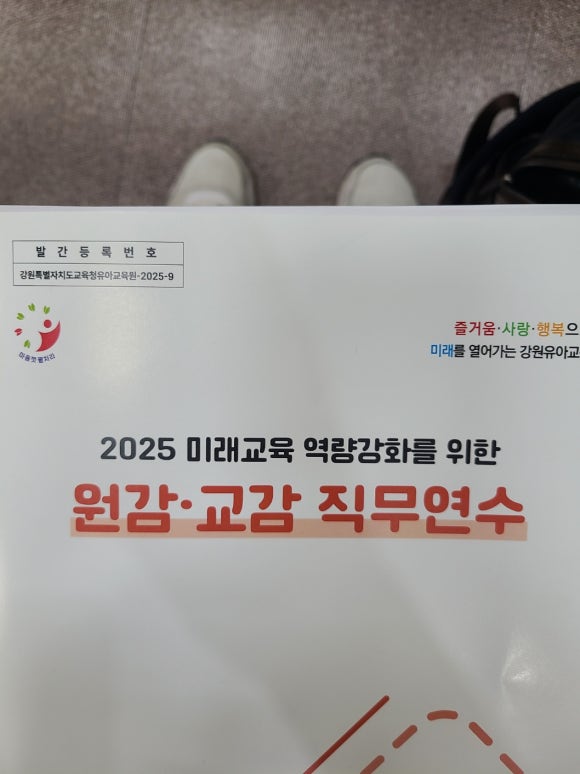 발 간 등 록 번 호
강원특별자치도교육청유아교육원-2025-9
즐거움·사랑·행복으
미래를 열어가는 강원유아교
2025 미래교육 역량강화를 위한
원감·교감 직무연수